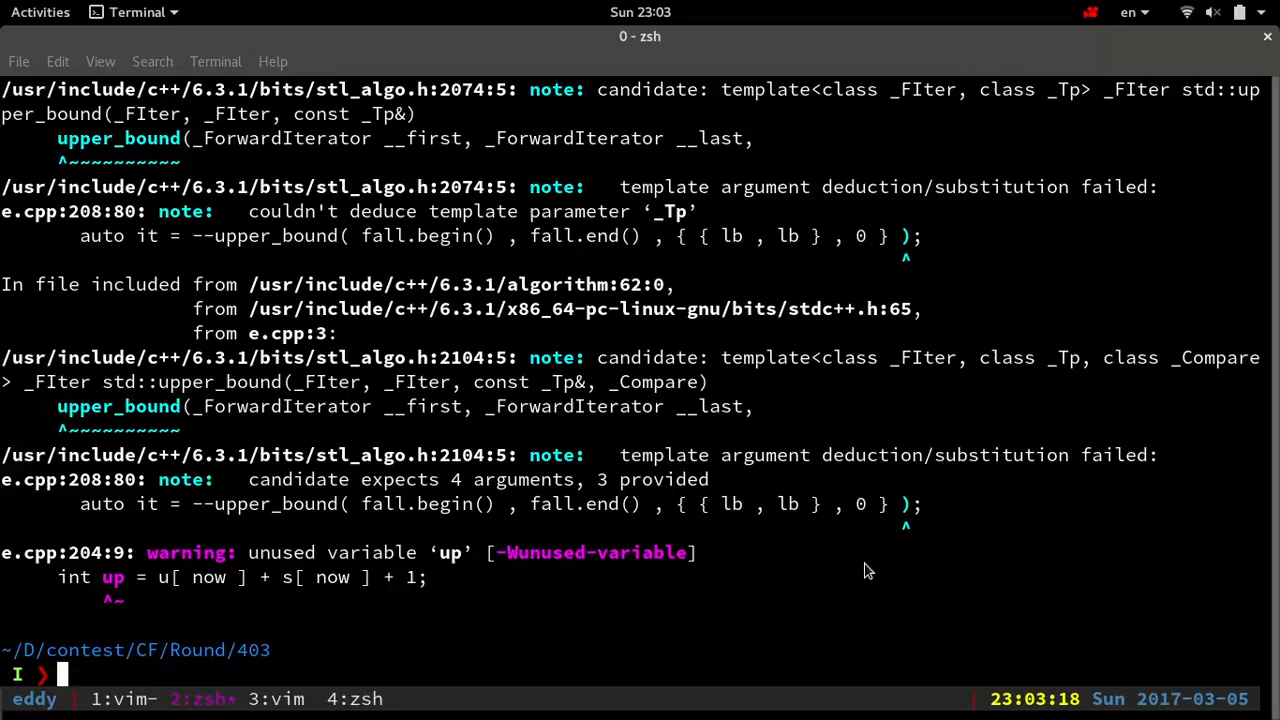 Activities Terminal Sun 23:03 en
0 - zsh ×
File Edit View Search Terminal Help
/usr/include/c++/6.3.1/bits/stl_algo.h:2074:5: note: candidate: template<class _FIter, class _Tp> _FIter std::up
per_bound(_FIter, _FIter, const _Tp&)
upper_bound(_ForwardIterator __first, _ForwardIterator __last,
^~~~~~~~~~~
/usr/include/c++/6.3.1/bits/stl_algo.h:2074:5: note:   template argument deduction/substitution failed:
e.cpp:208:80: note:   couldn't deduce template parameter ‘_Tp’
auto it = --upper_bound( fall.begin() , fall.end() , { { lb , lb } , 0 } );
^
In file included from /usr/include/c++/6.3.1/algorithm:62:0,
from /usr/include/c++/6.3.1/x86_64-pc-linux-gnu/bits/stdc++.h:65,
from e.cpp:3:
/usr/include/c++/6.3.1/bits/stl_algo.h:2104:5: note: candidate: template<class _FIter, class _Tp, class _Compare
> _FIter std::upper_bound(_FIter, _FIter, const _Tp&, _Compare)
upper_bound(_ForwardIterator __first, _ForwardIterator __last,
^~~~~~~~~~~
/usr/include/c++/6.3.1/bits/stl_algo.h:2104:5: note:   template argument deduction/substitution failed:
e.cpp:208:80: note:   candidate expects 4 arguments, 3 provided
auto it = --upper_bound( fall.begin() , fall.end() , { { lb , lb } , 0 } );
^
e.cpp:204:9: warning: unused variable ‘up’ [-Wunused-variable]
int up = u[ now ] + s[ now ] + 1;
^~
~/D/contest/CF/Round/403
I ❯
eddy 1:vim- 2:zsh* 3:vim 4:zsh 23:03:18 Sun 2017-03-05